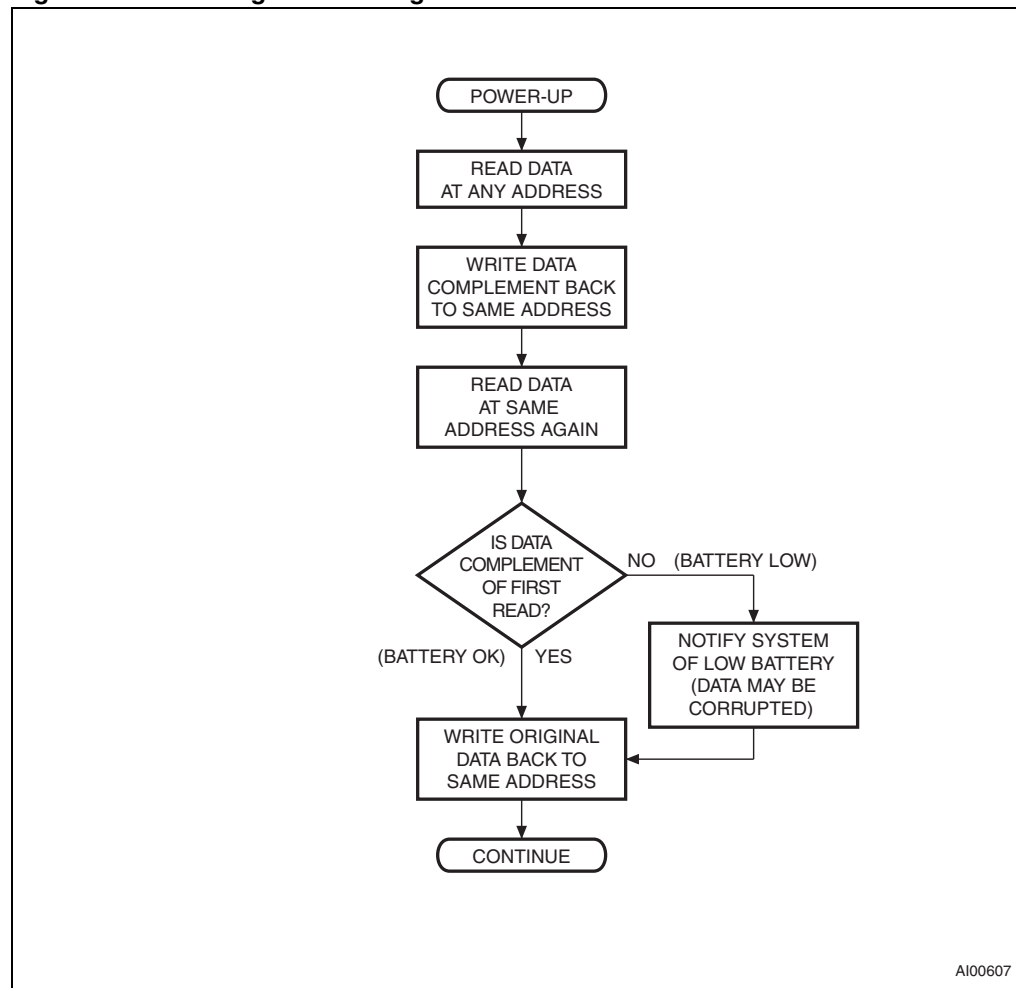 POWER-UP
READ DATA
AT ANY ADDRESS
WRITE DATA
COMPLEMENT BACK
TO SAME ADDRESS
READ DATA
AT SAME
ADDRESS AGAIN
IS DATA
COMPLEMENT
OF FIRST
READ?
NO (BATTERY LOW)
NOTIFY SYSTEM
OF LOW BATTERY
(DATA MAY BE
CORRUPTED)
(BATTERY OK) YES
WRITE ORIGINAL
DATA BACK TO
SAME ADDRESS
CONTINUE
AI00607